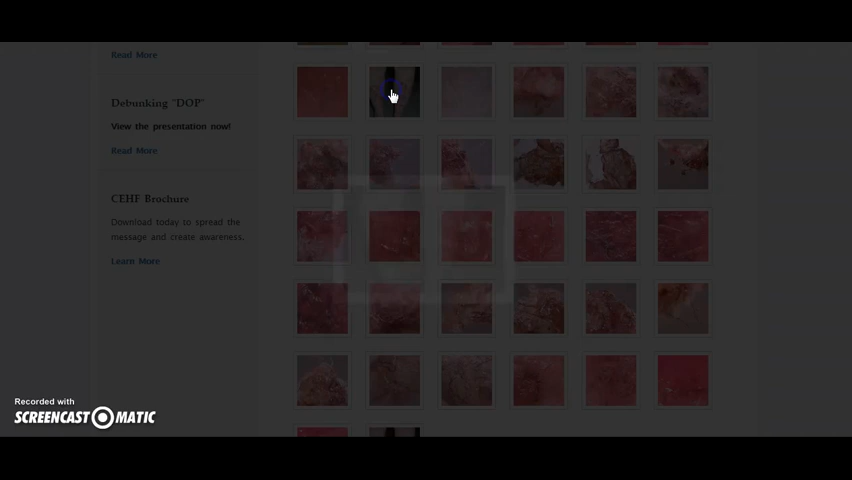 Read More
Debunking "DOP"
View the presentation now!
Read More
CEHF Brochure
Download today to spread the
message and create awareness.
Learn More
Recorded with
SCREENCAST MATIC